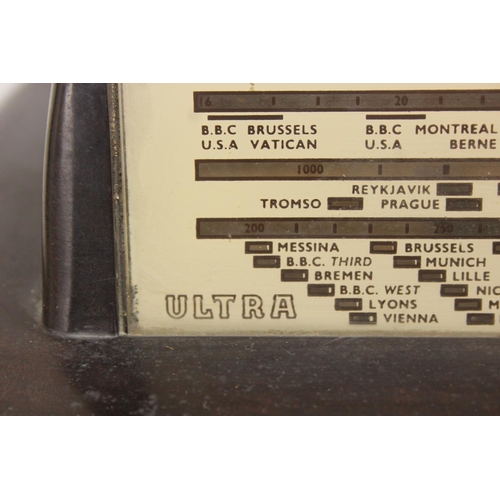 16 20
B.B.C BRUSSELS B.B.C MONTREAL
U.S.A VATICAN U.S.A BERNE
1000
REYKJAVIK
TROMSO PRAGUE
200 250
MESSINA BRUSSELS
B.B.C. THIRD MUNICH
BREMEN LILLE
B.B.C. WEST NIC
LYONS M
VIENNA
ULTRA